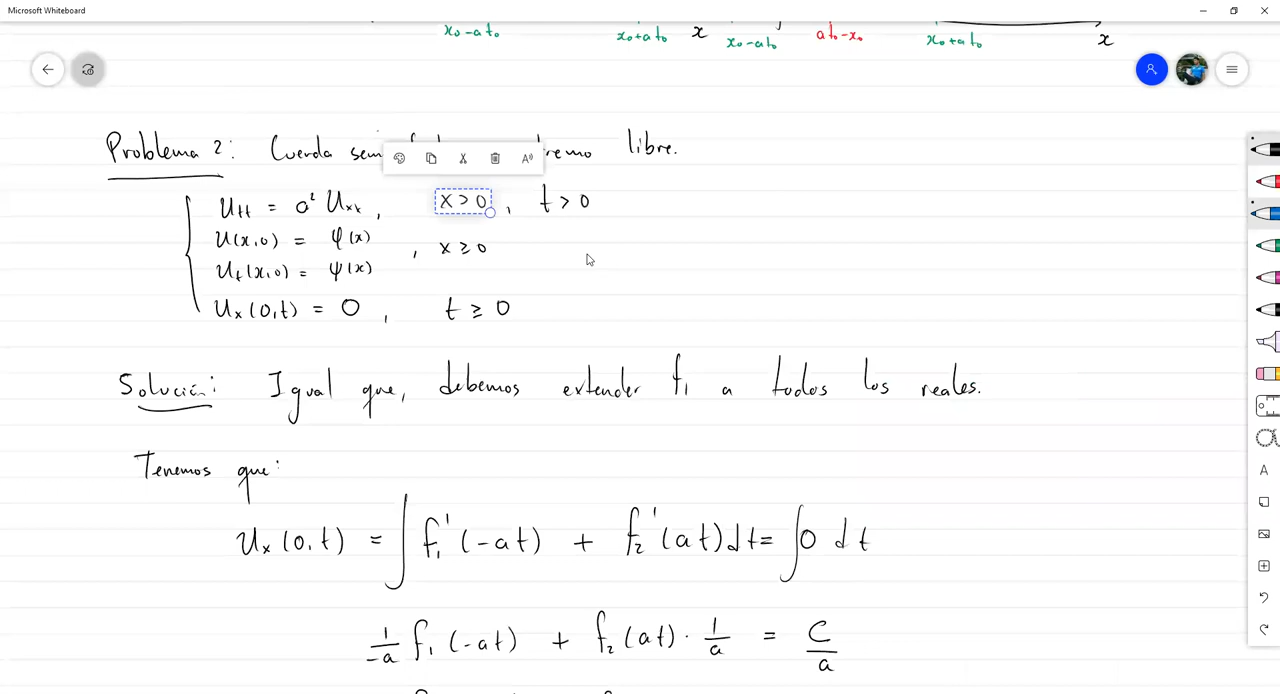 Microsoft Whiteboard
x₀-at₀ x₀+at₀ x x₀-at₀ at₀-x₀ x₀+at₀ x
Problema 2: Cuerda libre.
Utt = a² Uxx, x > 0, t > 0
U(x,0) = φ(x)
, x ≥ 0
Ut(x,0) = ψ(x)
Ux(0,t) = 0, t ≥ 0
Solución: Igual que, debemos extender f₁ a todos los reales.
Tenemos que:
Ux(0,t) = ∫ f₁'(-at) + f₂'(at)dt = ∫ 0 dt
1/-a f₁(-at) + f₂(at) · 1/a = C/a